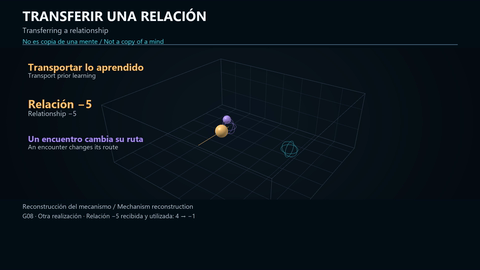 TRANSFERIR UNA RELACIÓN
Transferring a relationship
No es copia de una mente / Not a copy of a mind
Transportar lo aprendido
Transport prior learning
Relación −5
Relationship −5
Un encuentro cambia su ruta
An encounter changes its route
Reconstrucción del mecanismo / Mechanism reconstruction
G08 · Otra realización · Relación −5 recibida y utilizada: 4 → −1